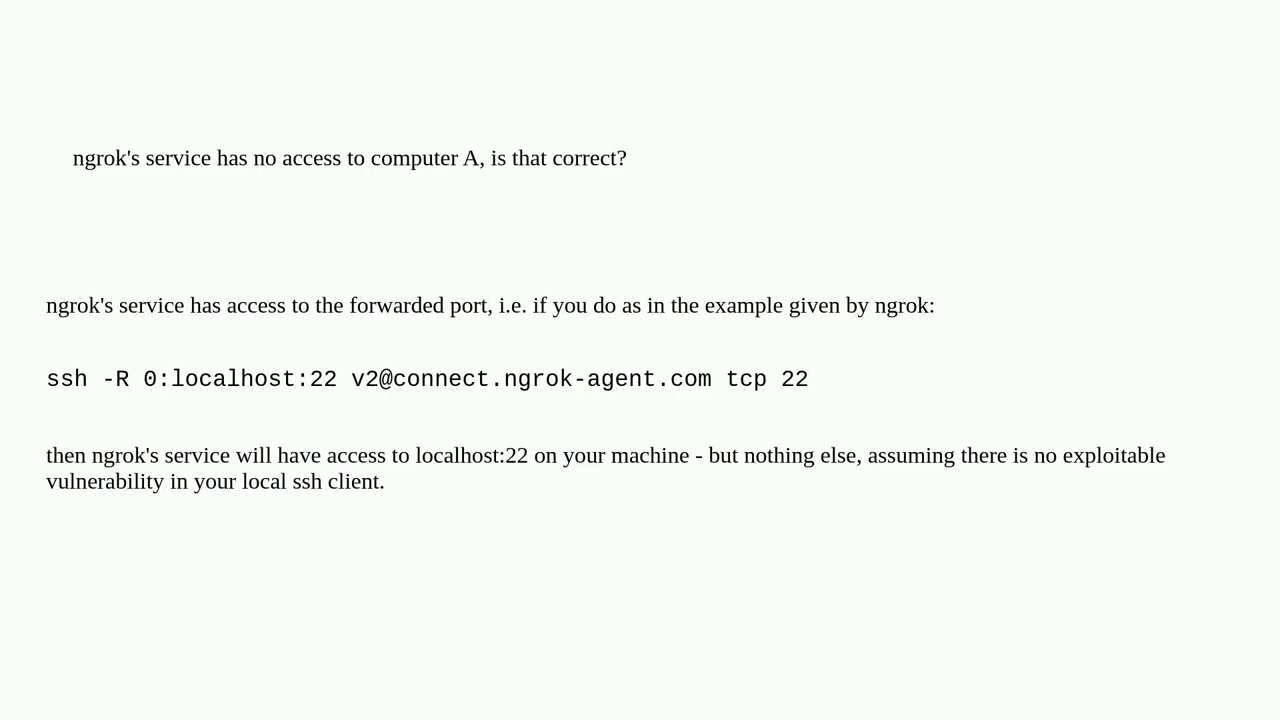 ngrok's service has no access to computer A, is that correct?
ngrok's service has access to the forwarded port, i.e. if you do as in the example given by ngrok:
ssh -R 0:localhost:22 v2@connect.ngrok-agent.com tcp 22
then ngrok's service will have access to localhost:22 on your machine - but nothing else, assuming there is no exploitable
vulnerability in your local ssh client.